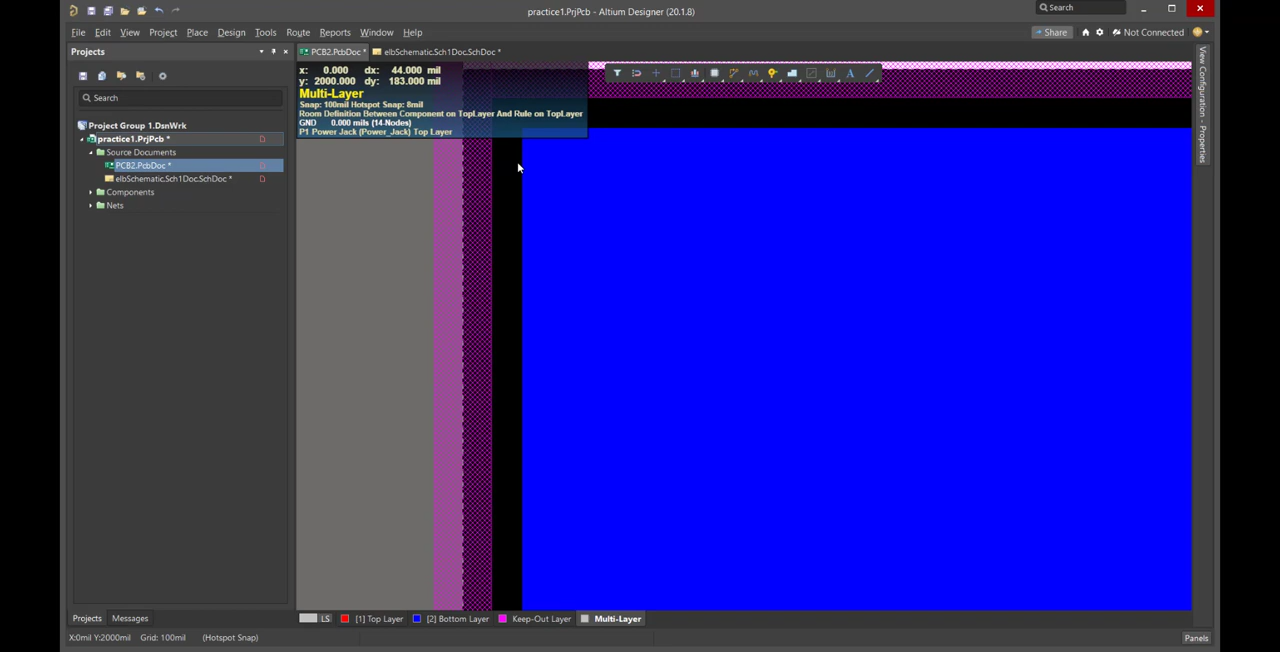 practice1.PrjPcb - Altium Designer (20.1.8)
Search
File Edit View Project Place Design Tools Route Reports Window Help
Share Not Connected
Projects
PCB2.PcbDoc * elbSchematic.Sch1Doc.SchDoc *
Search
x: 0.000 dx: 44.000 mil
y: 2000.000 dy: 183.000 mil
Multi-Layer
Snap: 100mil Hotspot Snap: 8mil
Room Definition Between Component on TopLayer And Rule on TopLayer
GND 0.000 mils (14-Nodes)
P1 Power Jack (Power_Jack) Top Layer
Project Group 1.DsnWrk
practice1.PrjPcb *
Source Documents
PCB2.PcbDoc *
elbSchematic.Sch1Doc.SchDoc *
Components
Nets
View Configuration - Properties
Projects Messages
LS [1] Top Layer [2] Bottom Layer Keep-Out Layer Multi-Layer
X:0mil Y:2000mil Grid: 100mil (Hotspot Snap)
Panels